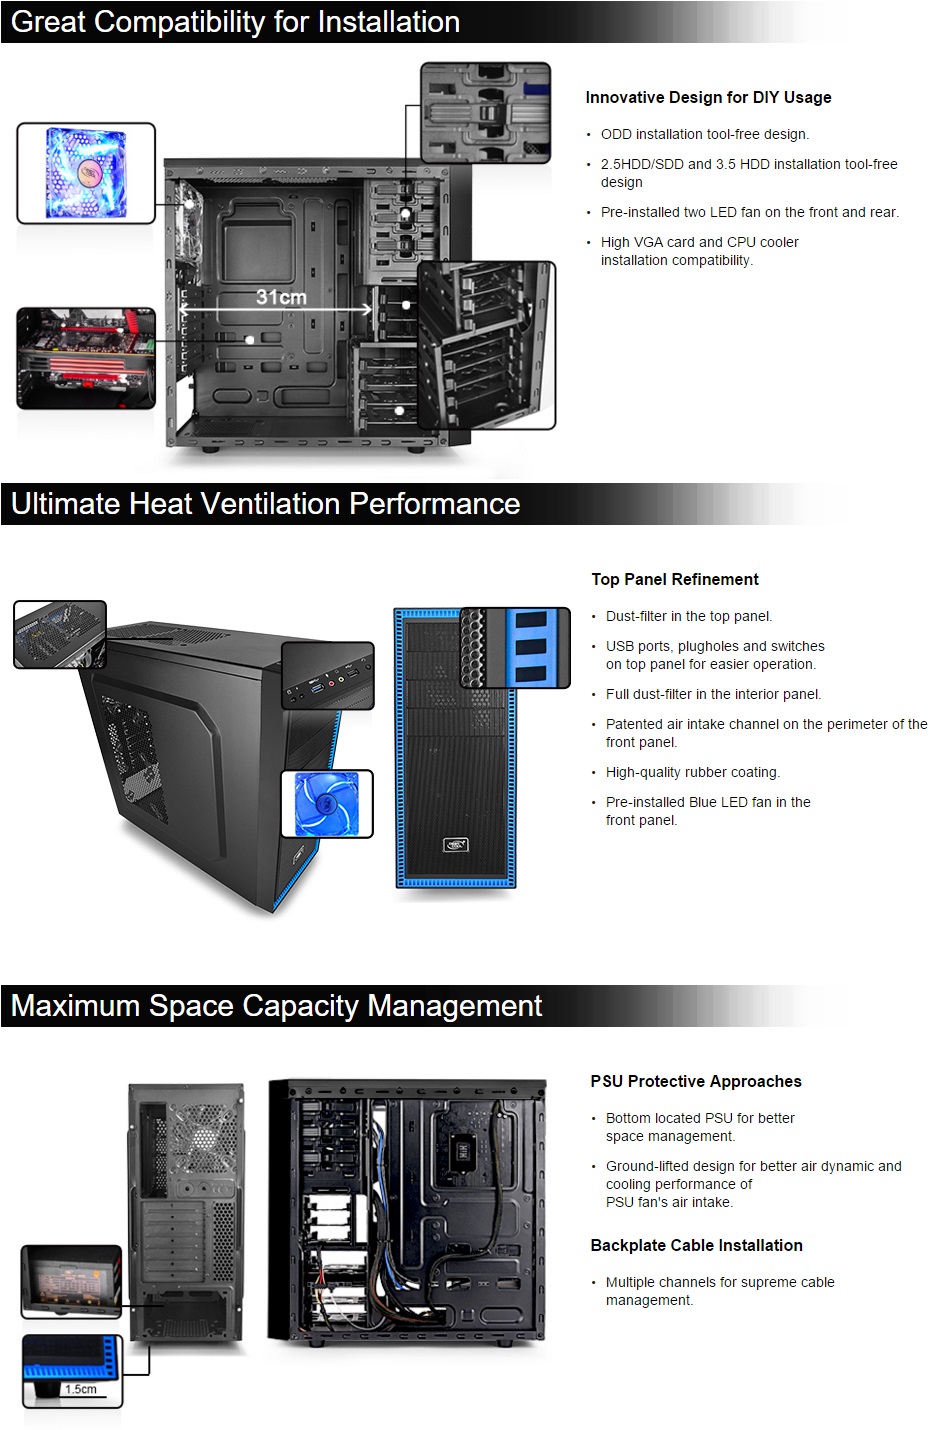 Great Compatibility for Installation
31cm
Innovative Design for DIY Usage
• ODD installation tool-free design.
• 2.5HDD/SDD and 3.5 HDD installation tool-free
design
• Pre-installed two LED fan on the front and rear.
• High VGA card and CPU cooler
installation compatibility.
Ultimate Heat Ventilation Performance
Top Panel Refinement
• Dust-filter in the top panel.
• USB ports, plugholes and switches
on top panel for easier operation.
• Full dust-filter in the interior panel.
• Patented air intake channel on the perimeter of the
front panel.
• High-quality rubber coating.
• Pre-installed Blue LED fan in the
front panel.
Maximum Space Capacity Management
1.5cm
PSU Protective Approaches
• Bottom located PSU for better
space management.
• Ground-lifted design for better air dynamic and
cooling performance of
PSU fan's air intake.
Backplate Cable Installation
• Multiple channels for supreme cable
management.